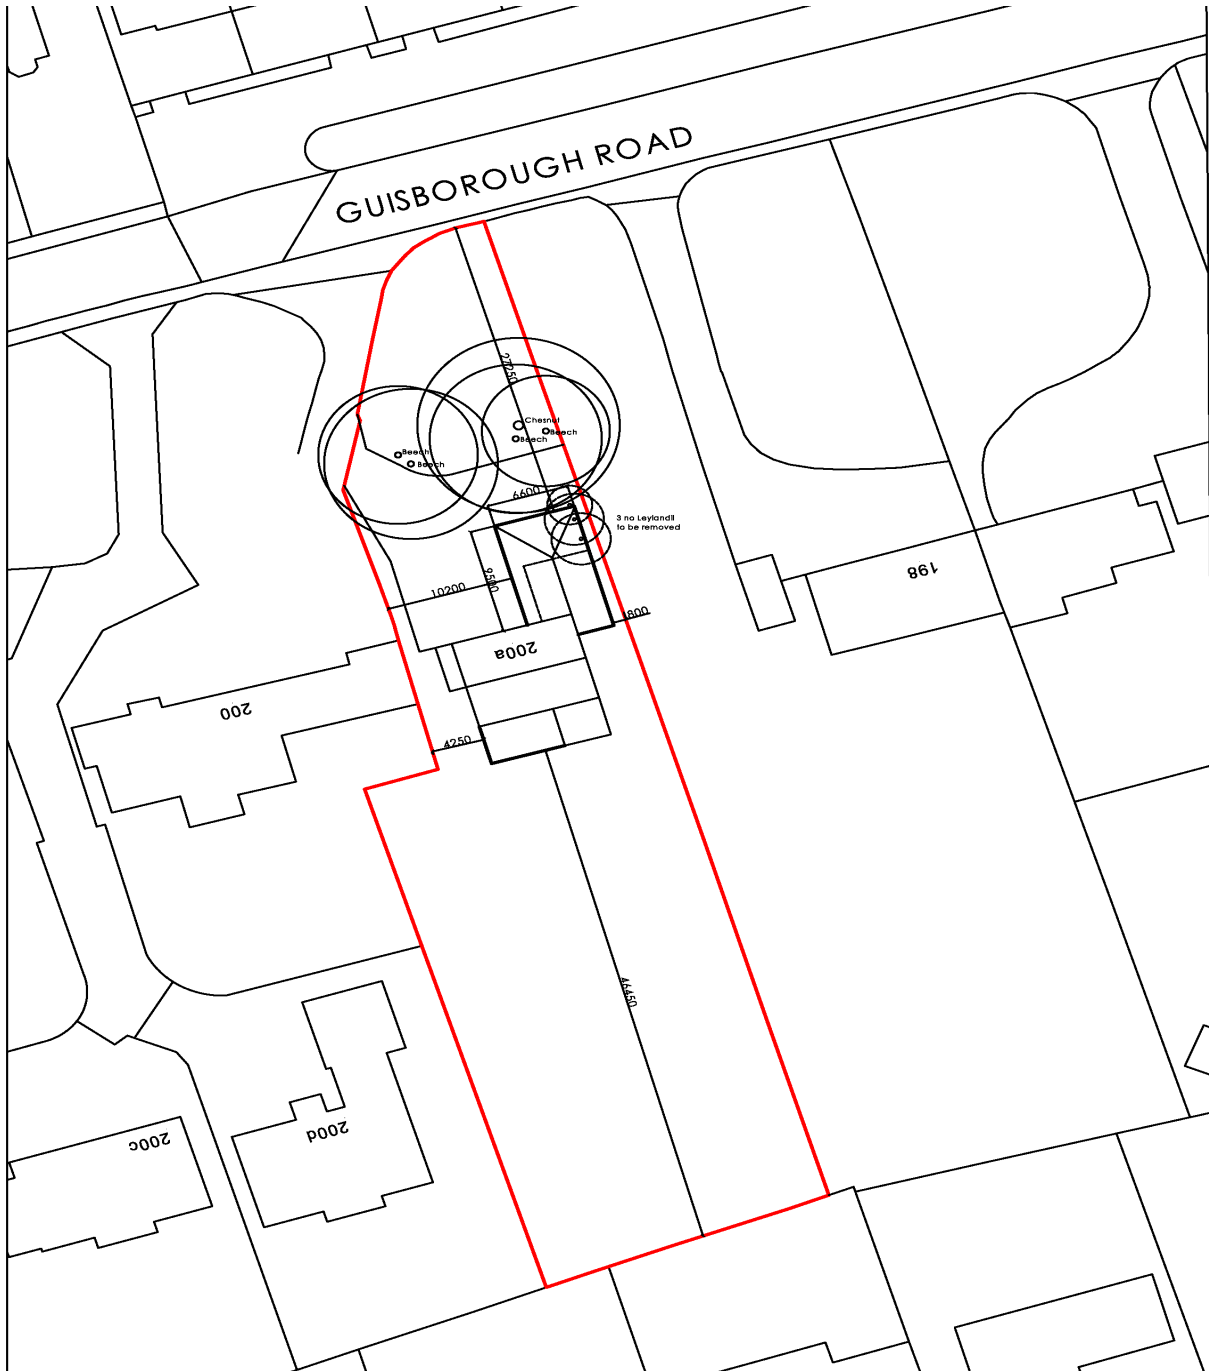 GUISBOROUGH ROAD
27250
Chesnut
Beech
Beech
Beech
Beech
6600
3 no Leylandii
to be removed
9500
10200
1800
198
200a
200
4250
46450
200d
200c